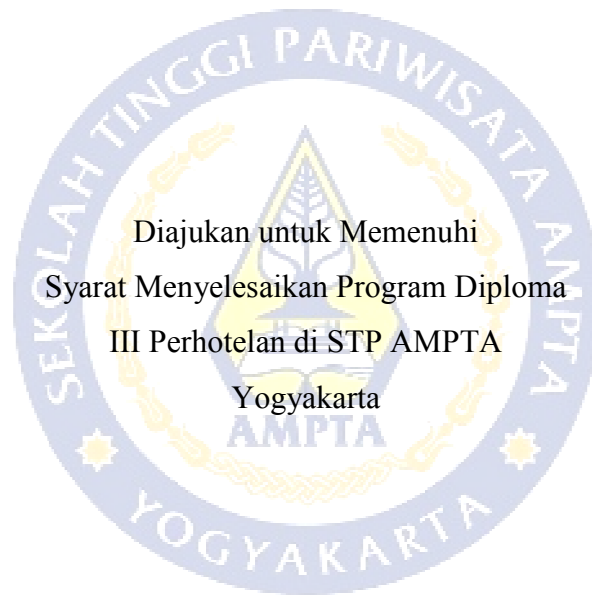 SEKOLAH TINGGI PARIWISATA AMPTA
Diajukan untuk Memenuhi
Syarat Menyelesaikan Program Diploma
III Perhotelan di STP AMPTA
Yogyakarta
AMPTA
YOGYAKARTA